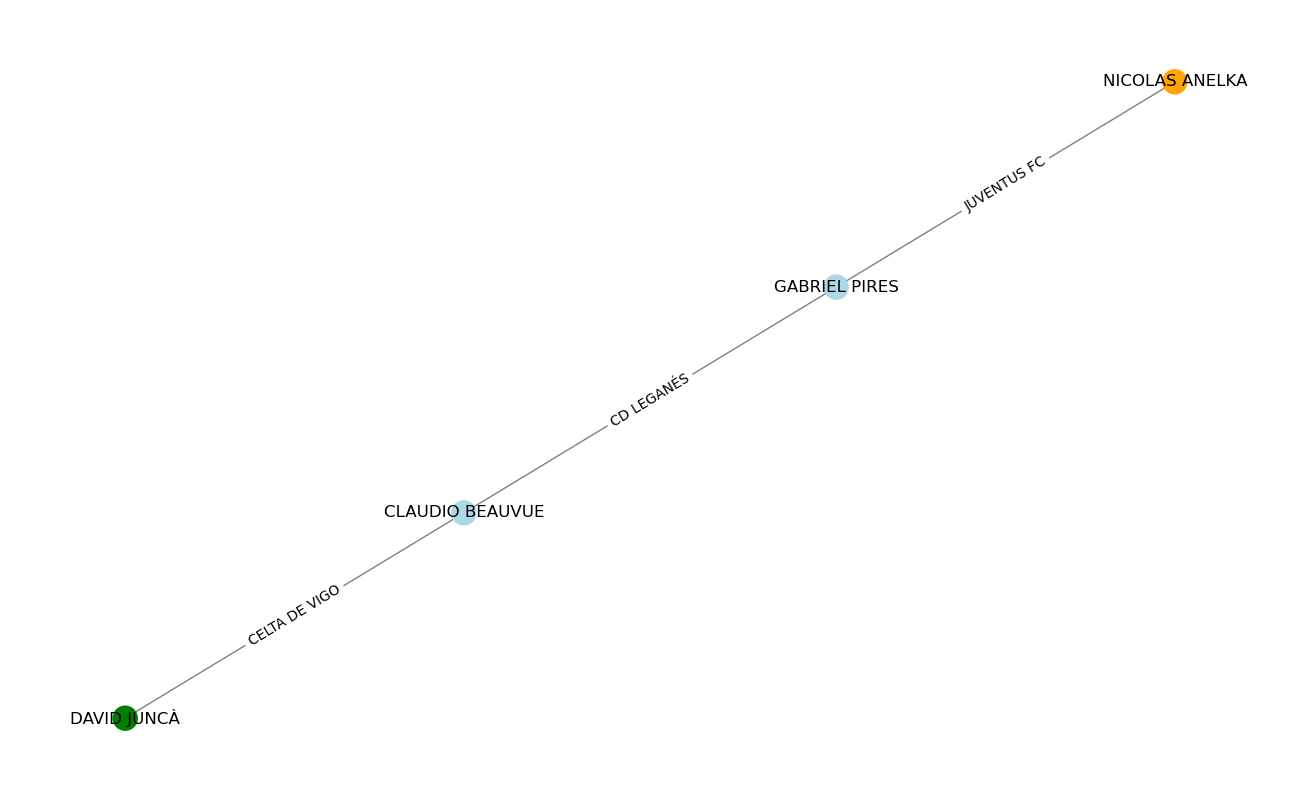 NICOLAS ANELKA
JUVENTUS FC
GABRIEL PIRES
CD LEGANÉS
CLAUDIO BEAUVUE
CELTA DE VIGO
DAVID JUNCÀ